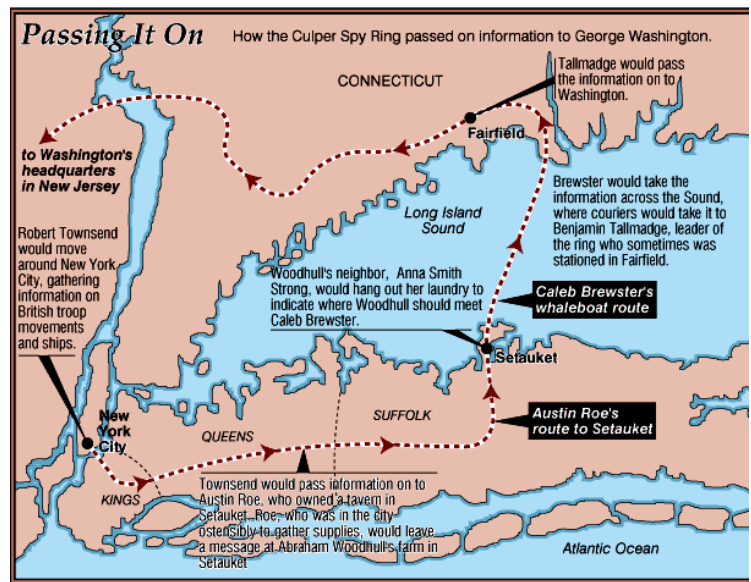 Passing It On
How the Culper Spy Ring passed on information to George Washington.
CONNECTICUT
Tallmadge would pass
the information on to
Washington.
Fairfield
to Washington's
headquarters
in New Jersey
Brewster would take the
information across the Sound,
where couriers would take it to
Benjamin Tallmadge, leader of
the ring who sometimes was
stationed in Fairfield.
Long Island
Sound
Robert Townsend
would move
around New York
City, gathering
information on
British troop
movements
and ships.
Woodhull's neighbor, Anna Smith
Strong, would hang out her laundry to
indicate where Woodhull should meet
Caleb Brewster.
Caleb Brewster's
whaleboat route
Setauket
New
York
City
QUEENS
SUFFOLK
Austin Roe's
route to Setauket
KINGS
Townsend would pass information on to
Austin Roe, who owned a tavern in
Setauket. Roe, who was in the city
ostensibly to gather supplies, would leave
a message at Abraham Woodhull's farm in
Setauket
Atlantic Ocean